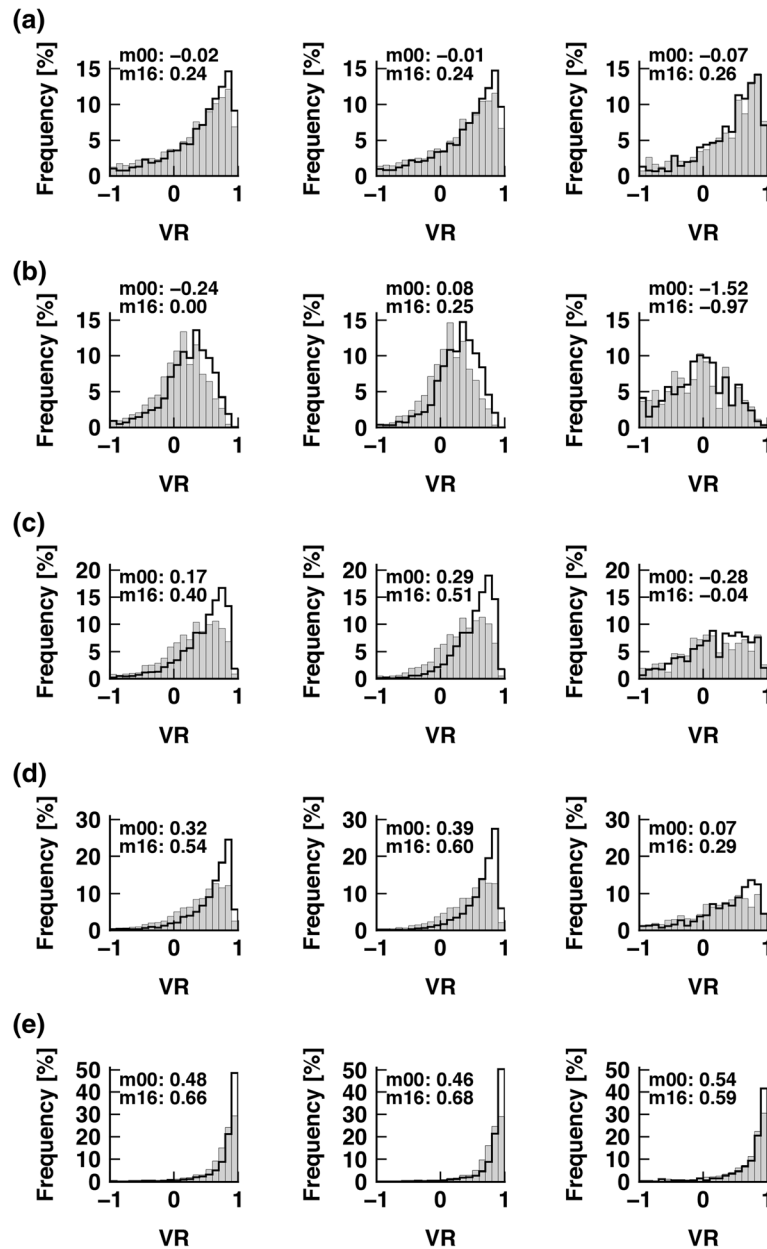 (a)
Frequency [%]
m00: −0.02
m16: 0.24
15
10
5
0
−1 0 1
VR
Frequency [%]
m00: −0.01
m16: 0.24
15
10
5
0
−1 0 1
VR
Frequency [%]
m00: −0.07
m16: 0.26
15
10
5
0
−1 0 1
VR
(b)
Frequency [%]
m00: −0.24
m16: 0.00
15
10
5
0
−1 0 1
VR
Frequency [%]
m00: 0.08
m16: 0.25
15
10
5
0
−1 0 1
VR
Frequency [%]
m00: −1.52
m16: −0.97
15
10
5
0
−1 0 1
VR
(c)
Frequency [%]
m00: 0.17
m16: 0.40
20
15
10
5
0
−1 0 1
VR
Frequency [%]
m00: 0.29
m16: 0.51
20
15
10
5
0
−1 0 1
VR
Frequency [%]
m00: −0.28
m16: −0.04
20
15
10
5
0
−1 0 1
VR
(d)
Frequency [%]
m00: 0.32
m16: 0.54
30
20
10
0
−1 0 1
VR
Frequency [%]
m00: 0.39
m16: 0.60
30
20
10
0
−1 0 1
VR
Frequency [%]
m00: 0.07
m16: 0.29
30
20
10
0
−1 0 1
VR
(e)
Frequency [%]
m00: 0.48
m16: 0.66
50
40
30
20
10
0
−1 0 1
VR
Frequency [%]
m00: 0.46
m16: 0.68
50
40
30
20
10
0
−1 0 1
VR
Frequency [%]
m00: 0.54
m16: 0.59
50
40
30
20
10
0
−1 0 1
VR